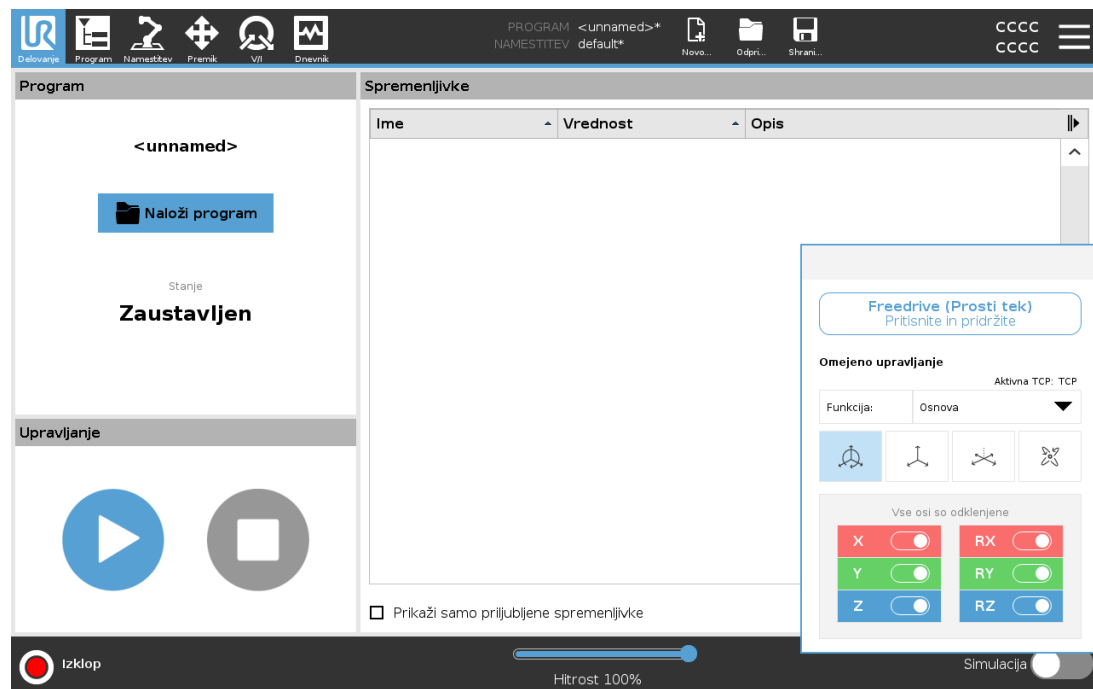 UR
Delovanje
Program
Namestitev
Premik
V/I
Dnevnik
PROGRAM <unnamed>*
NAMESTITEV default*
Novo...
Odpri...
Shrani...
CCCC
CCCC
Program
<unnamed>
Naloži program
Stanje
Zaustavljen
Upravljanje
Spremenljivke
Ime Vrednost Opis
Prikaži samo priljubljene spremenljivke
Freedrive (Prosti tek)
Pritisnite in pridržite
Omejeno upravljanje
Aktivna TCP: TCP
Funkcija: Osnova
Vse osi so odklenjene
X RX
Y RY
Z RZ
Izklop
Hitrost 100%
Simulacija